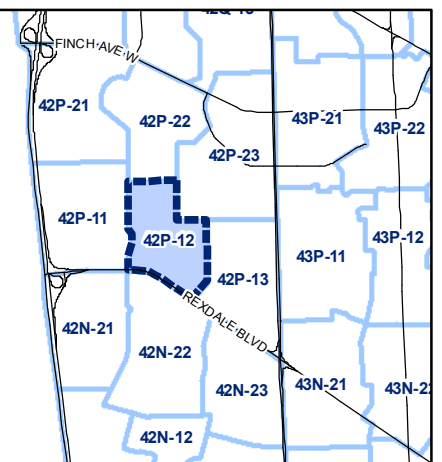 FINCH AVE W
42P-21
42P-22
43P-21
43P-22
42P-23
42P-11
42P-12
43P-11
43P-12
42P-13
REXDALE BLVD
42N-21
42N-22
42N-23
43N-21
42N-12